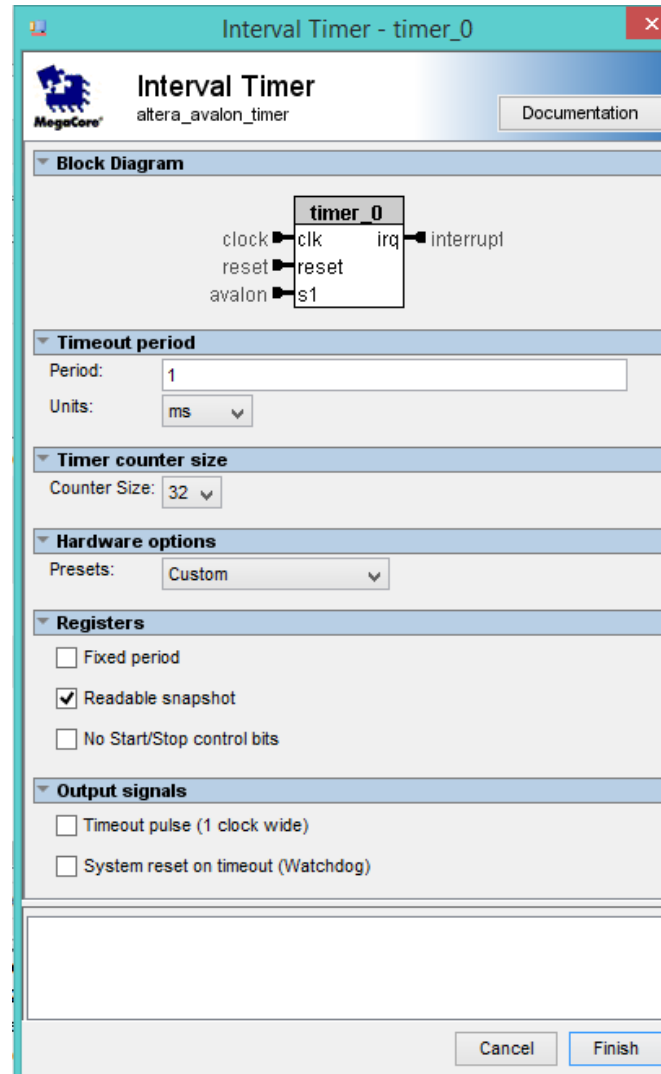 Interval Timer - timer_0
Interval Timer
altera_avalon_timer
MegaCore®
Documentation
Block Diagram
timer_0
clock clk irq interrupt
reset reset
avalon s1
Timeout period
Period: 1
Units: ms
Timer counter size
Counter Size: 32
Hardware options
Presets: Custom
Registers
Fixed period
Readable snapshot
No Start/Stop control bits
Output signals
Timeout pulse (1 clock wide)
System reset on timeout (Watchdog)
Cancel Finish